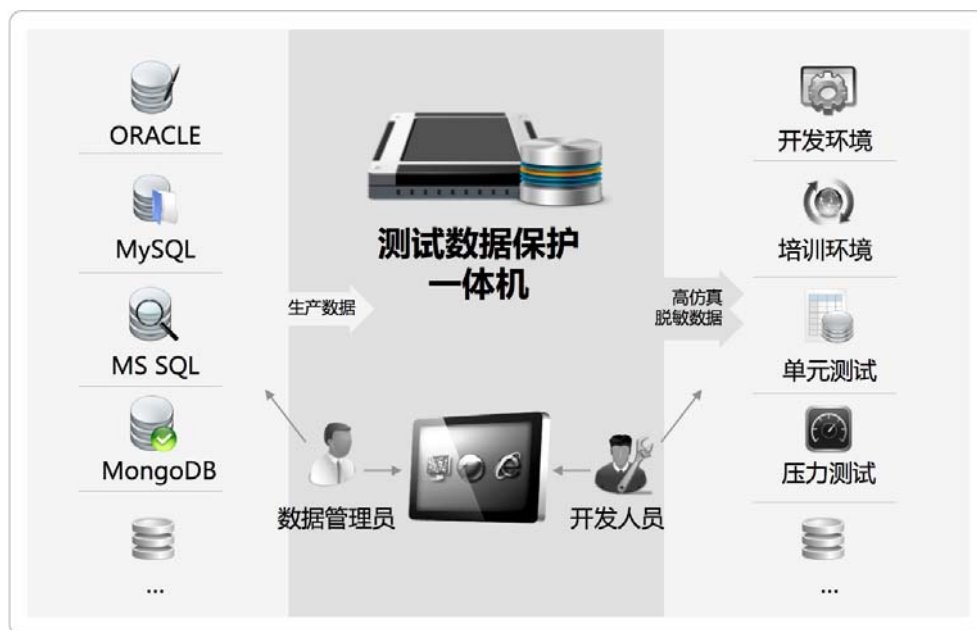 ORACLE
MySQL
MS SQL
MongoDB
...
测试数据保护
一体机
生产数据
高仿真
脱敏数据
数据管理员
开发人员
开发环境
培训环境
单元测试
压力测试
...